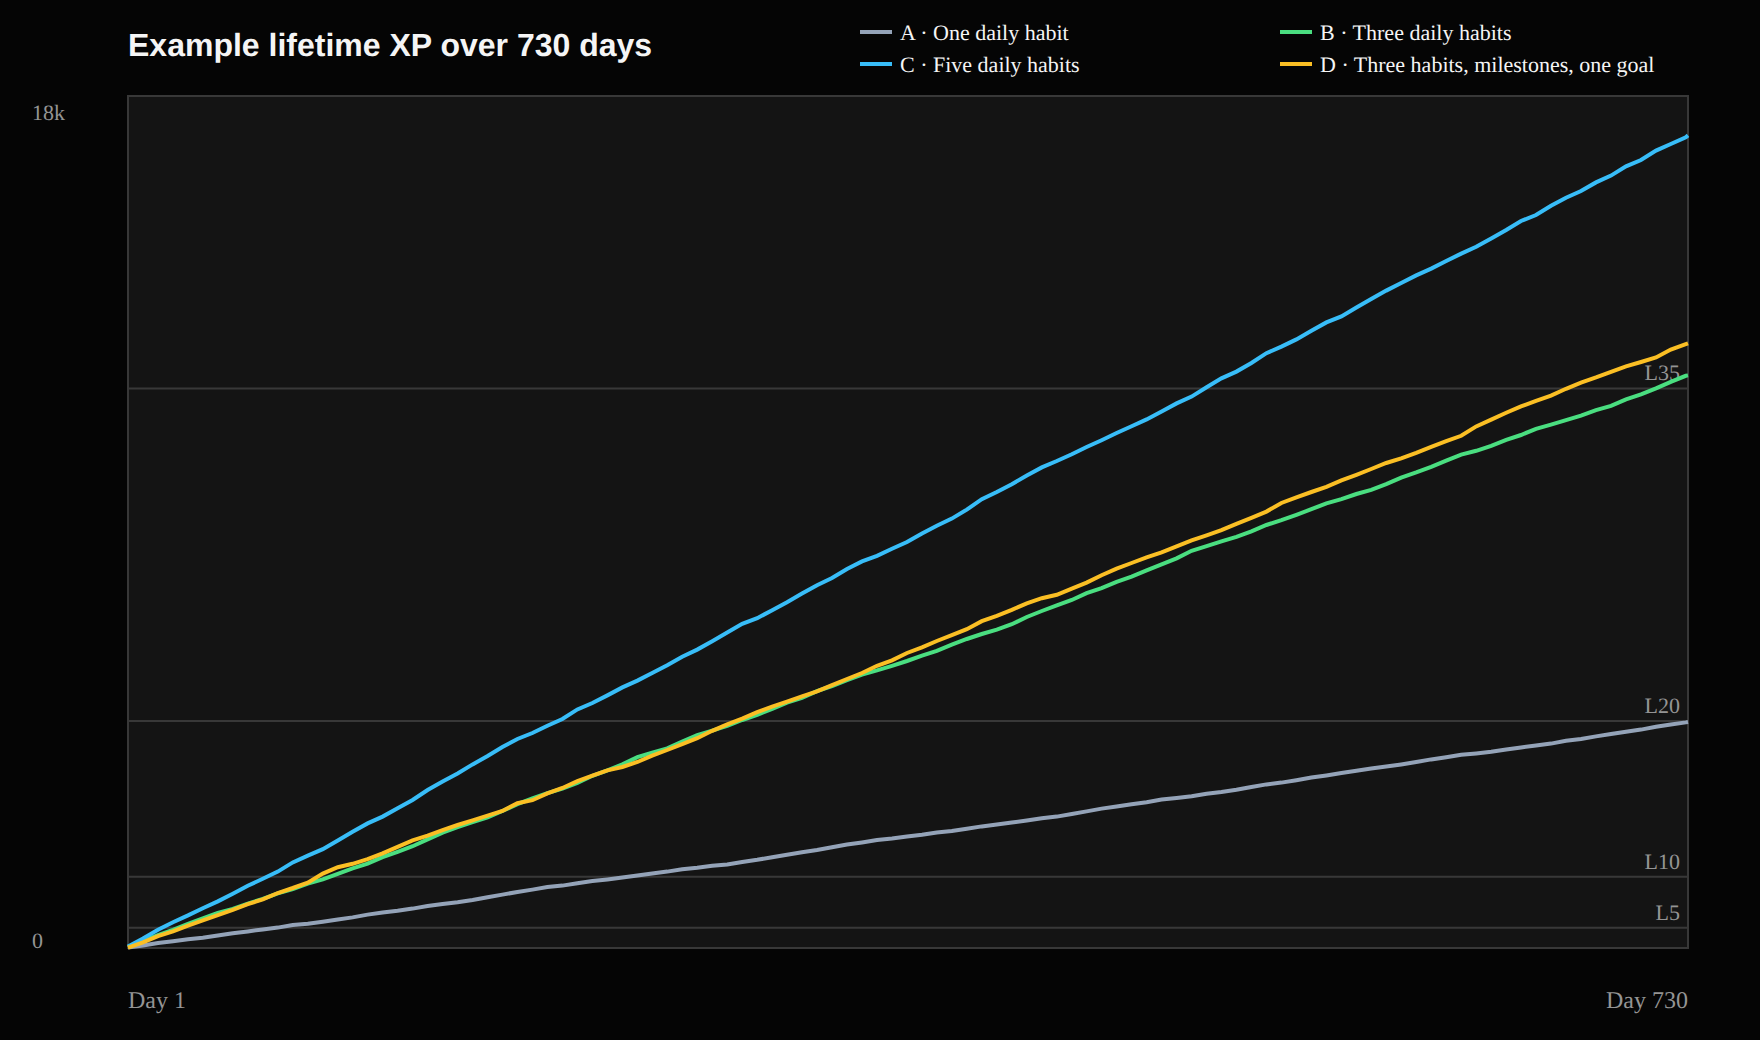 Example lifetime XP over 730 days
A · One daily habit
B · Three daily habits
C · Five daily habits
D · Three habits, milestones, one goal
18k
L35
L20
L10
L5
0
Day 1
Day 730